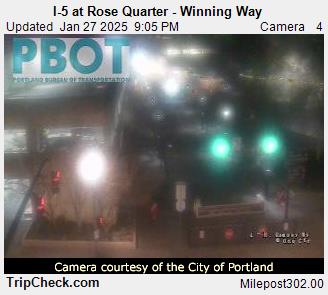 I-5 at Rose Quarter - Winning Way
Updated Jan 27 2025 9:05 PM Camera 4
PBOT
PORTLAND BUREAU OF TRANSPORTATION
Camera courtesy of the City of Portland
TripCheck.com Milepost302.00